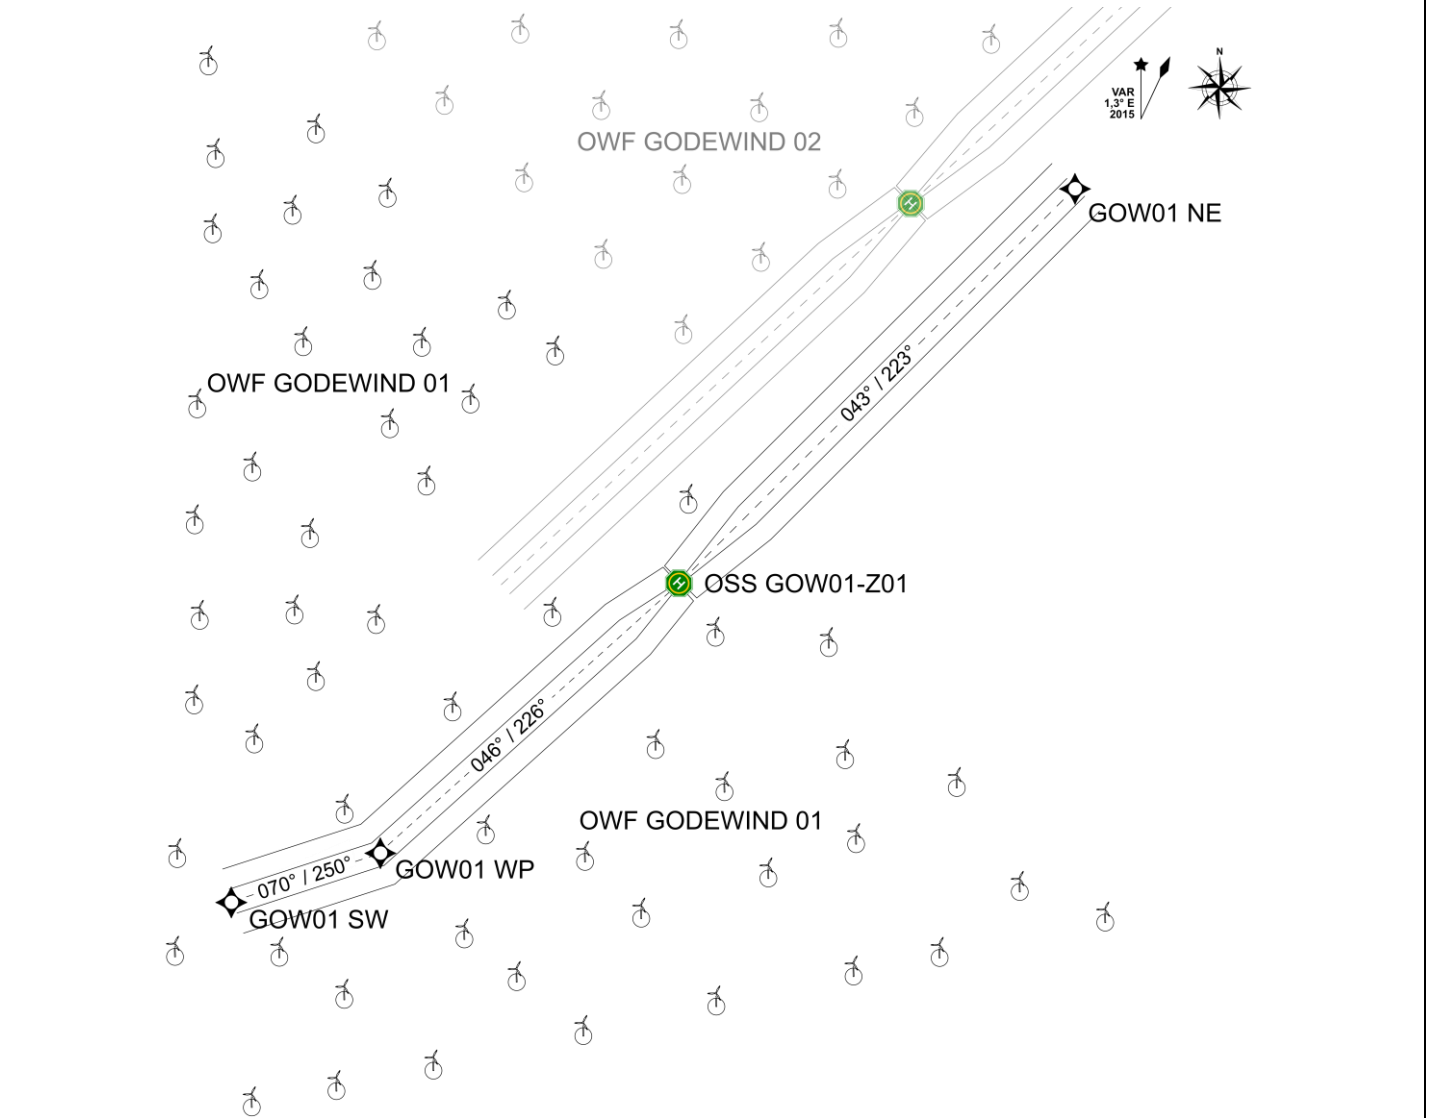 N
VAR
1,3° E
2015
OWF GODEWIND 02
GOW01 NE
043° / 223°
OWF GODEWIND 01
H
H
OSS GOW01-Z01
046° / 226°
OWF GODEWIND 01
070° / 250°
GOW01 WP
GOW01 SW